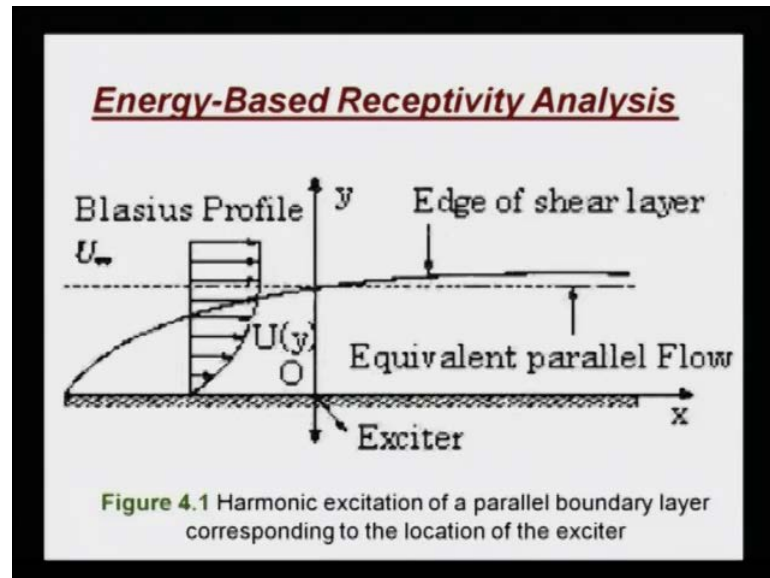 Energy-Based Receptivity Analysis
Blasius Profile
y
Edge of shear layer
U∞
U(y)
O
Equivalent parallel Flow
x
Exciter
Figure 4.1 Harmonic excitation of a parallel boundary layer
corresponding to the location of the exciter